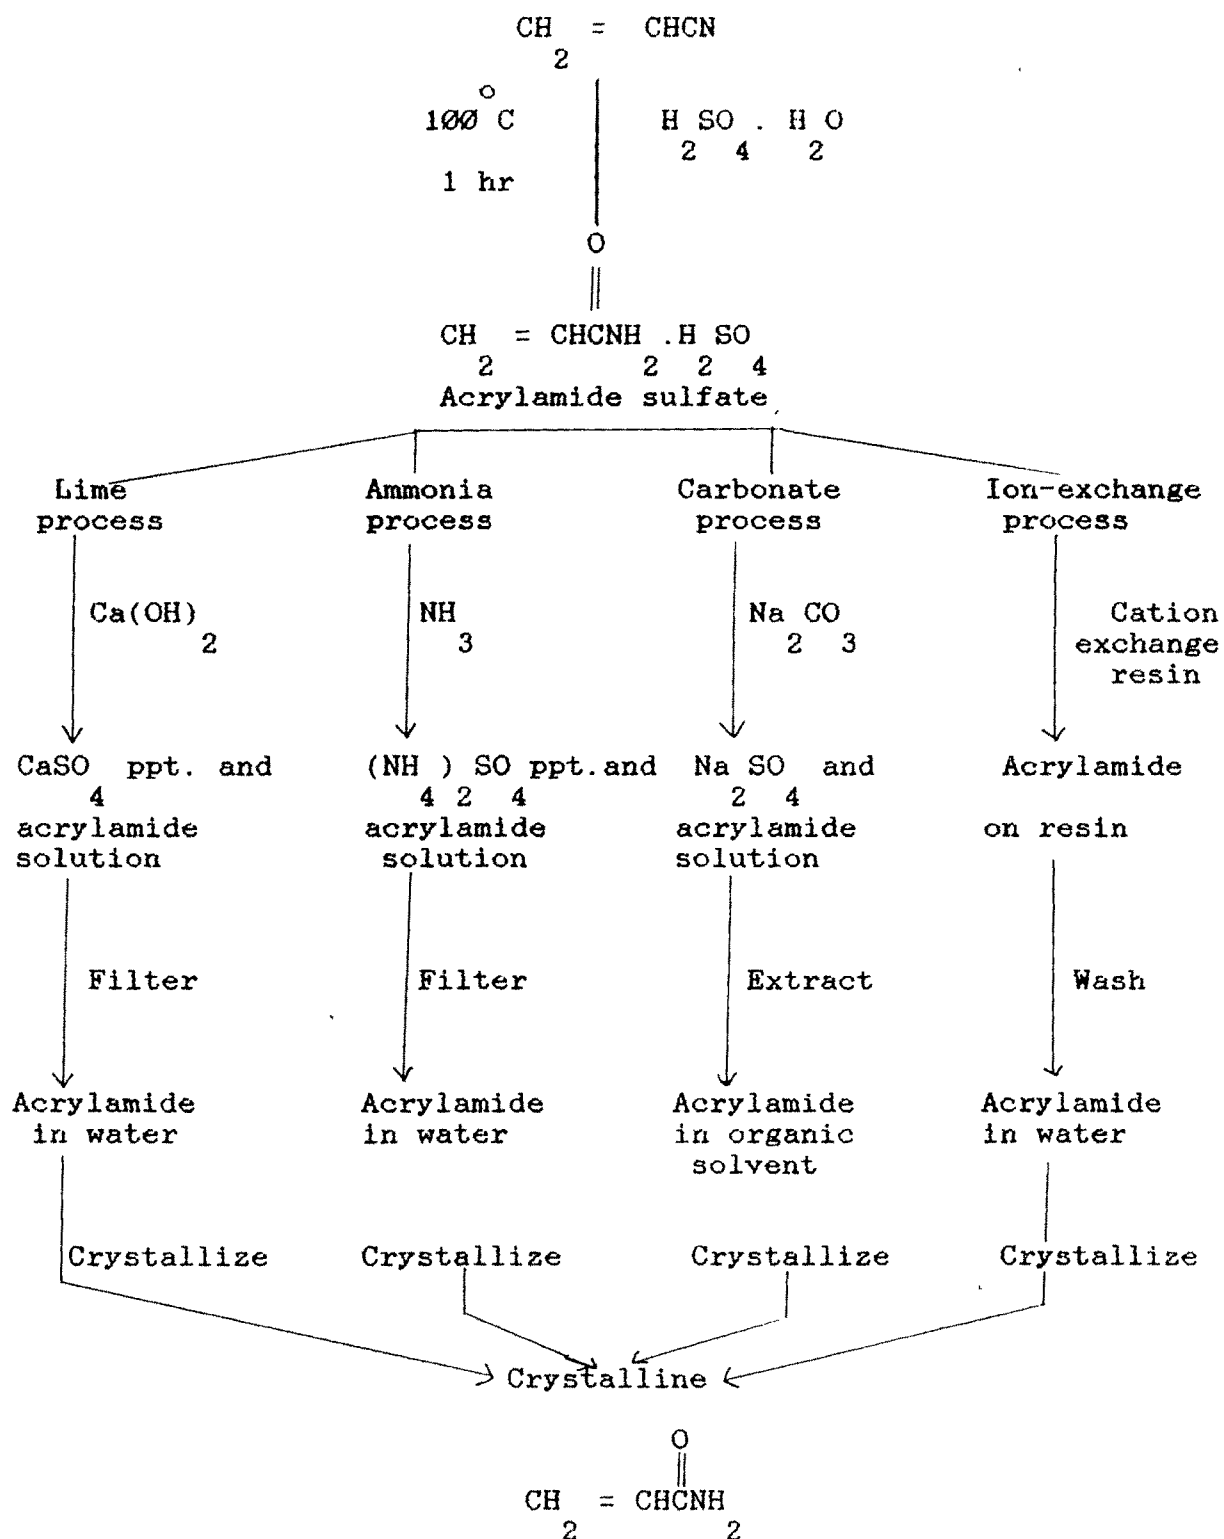 CH2 = CHCN
100°C H2SO4 . H2O
1 hr
O
CH2 = CHCNH2 .H2SO4
Acrylamide sulfate
Lime process
Ammonia process
Carbonate process
Ion-exchange process
Ca(OH)2
NH3
Na2CO3
Cation exchange resin
CaSO4 ppt. and acrylamide solution
(NH4)2SO4 ppt.and acrylamide solution
Na2SO4 and acrylamide solution
Acrylamide on resin
Filter Filter Extract Wash
Acrylamide in water
Acrylamide in water
Acrylamide in organic solvent
Acrylamide in water
Crystallize Crystallize Crystallize Crystallize
Crystalline
O
CH2 = CHCNH2